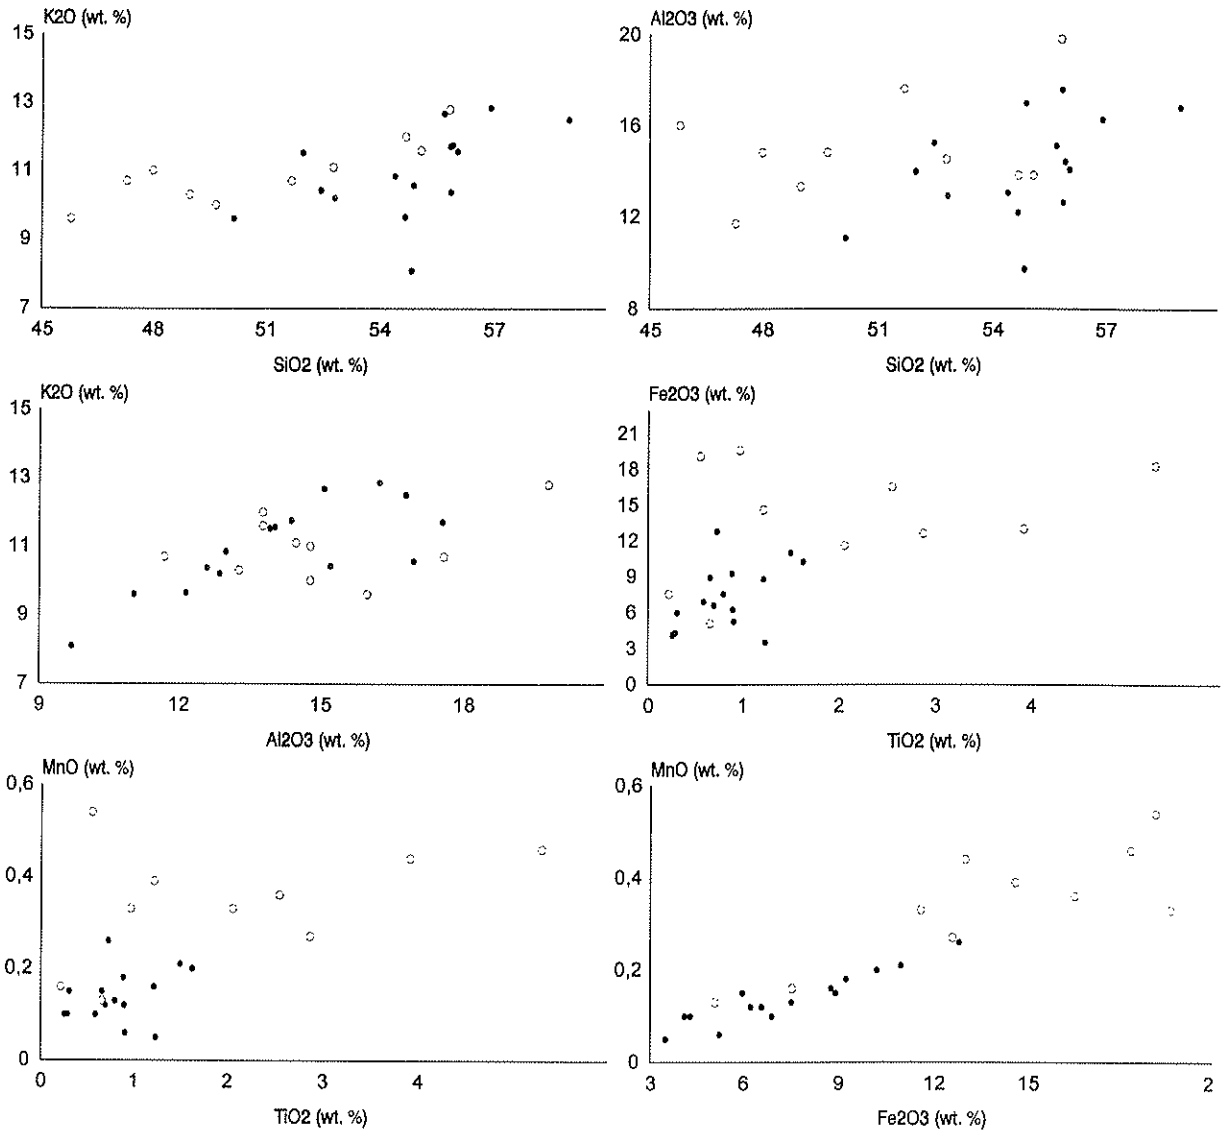 K2O (wt. %)
15
13
11
9
7
45 48 51 54 57
SiO2 (wt. %)
Al2O3 (wt. %)
20
16
12
8
45 48 51 54 57
SiO2 (wt. %)
K2O (wt. %)
15
13
11
9
7
9 12 15 18
Al2O3 (wt. %)
Fe2O3 (wt. %)
21
18
15
12
9
6
3
0
0 1 2 3 4
TiO2 (wt. %)
MnO (wt. %)
0,6
0,4
0,2
0
0 1 2 3 4
TiO2 (wt. %)
MnO (wt. %)
0,6
0,4
0,2
0
3 6 9 12 15 2
Fe2O3 (wt. %)